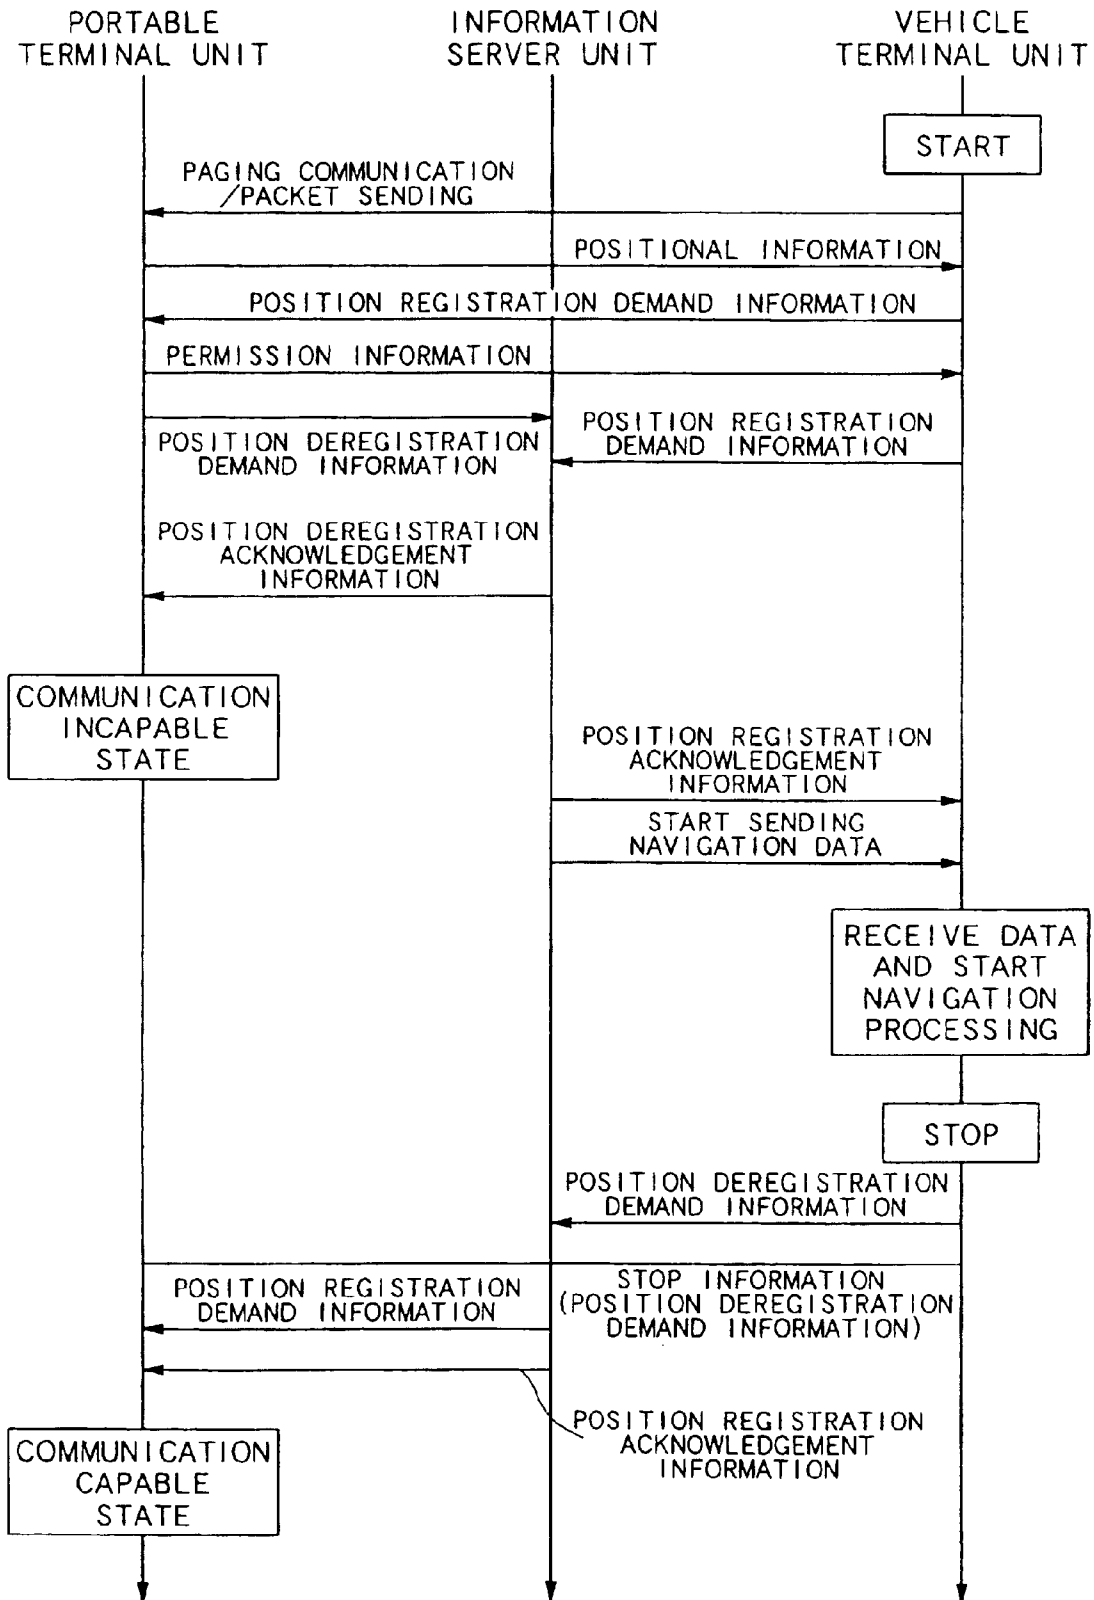 PORTABLE
TERMINAL UNIT
INFORMATION
SERVER UNIT
VEHICLE
TERMINAL UNIT
START
PAGING COMMUNICATION
/PACKET SENDING
POSITIONAL INFORMATION
POSITION REGISTRATION DEMAND INFORMATION
PERMISSION INFORMATION
POSITION DEREGISTRATION
DEMAND INFORMATION
POSITION REGISTRATION
DEMAND INFORMATION
POSITION DEREGISTRATION
ACKNOWLEDGEMENT
INFORMATION
COMMUNICATION
INCAPABLE
STATE
POSITION REGISTRATION
ACKNOWLEDGEMENT
INFORMATION
START SENDING
NAVIGATION DATA
RECEIVE DATA
AND START
NAVIGATION
PROCESSING
STOP
POSITION DEREGISTRATION
DEMAND INFORMATION
STOP INFORMATION
(POSITION DEREGISTRATION
DEMAND INFORMATION)
POSITION REGISTRATION
DEMAND INFORMATION
POSITION REGISTRATION
ACKNOWLEDGEMENT
INFORMATION
COMMUNICATION
CAPABLE
STATE